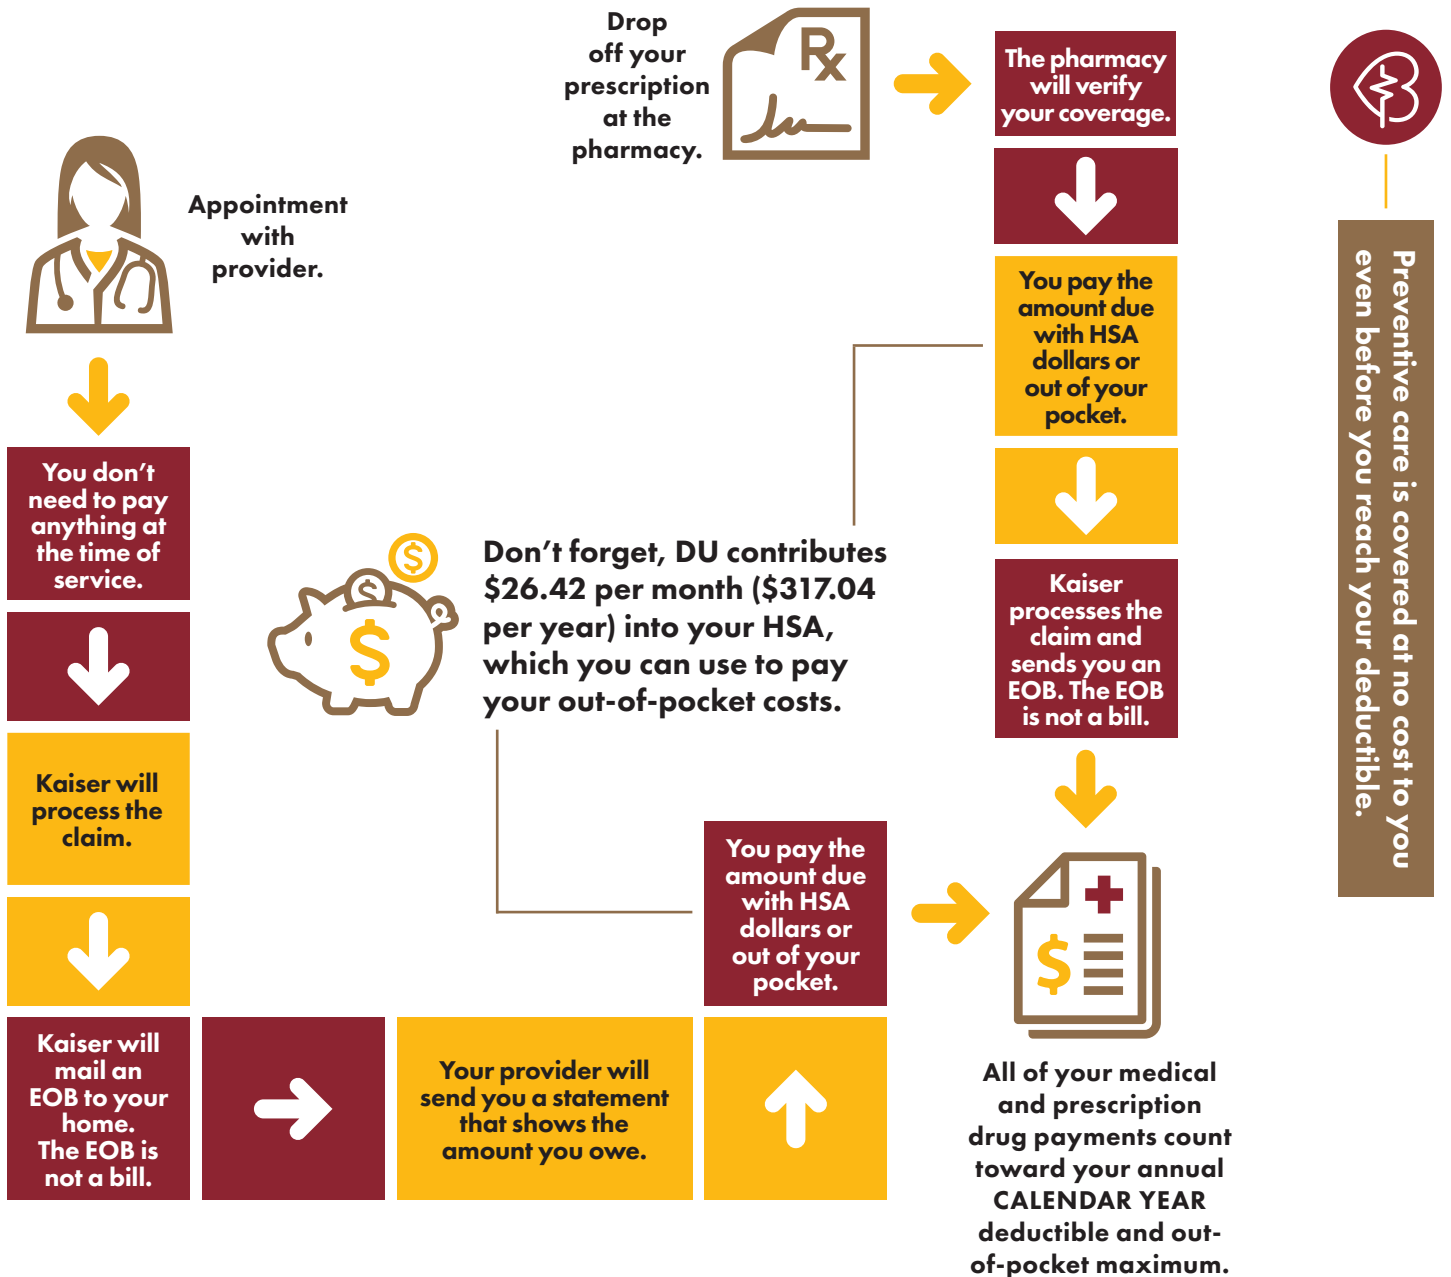 Drop
off your
prescription
at the
pharmacy.
Rx
The pharmacy
will verify
your coverage.
You pay the
amount due
with HSA
dollars or
out of your
pocket.
Kaiser
processes the
claim and
sends you an
EOB. The EOB
is not a bill.
Appointment
with
provider.
You don’t
need to pay
anything at
the time of
service.
Kaiser will
process the
claim.
Kaiser will
mail an
EOB to your
home.
The EOB is
not a bill.
Your provider will
send you a statement
that shows the
amount you owe.
You pay the
amount due
with HSA
dollars or
out of your
pocket.
$
$
$
Don’t forget, DU contributes
$26.42 per month ($317.04
per year) into your HSA,
which you can use to pay
your out-of-pocket costs.
$
All of your medical
and prescription
drug payments count
toward your annual
CALENDAR YEAR
deductible and out-
of-pocket maximum.
Preventive care is covered at no cost to you
even before you reach your deductible.